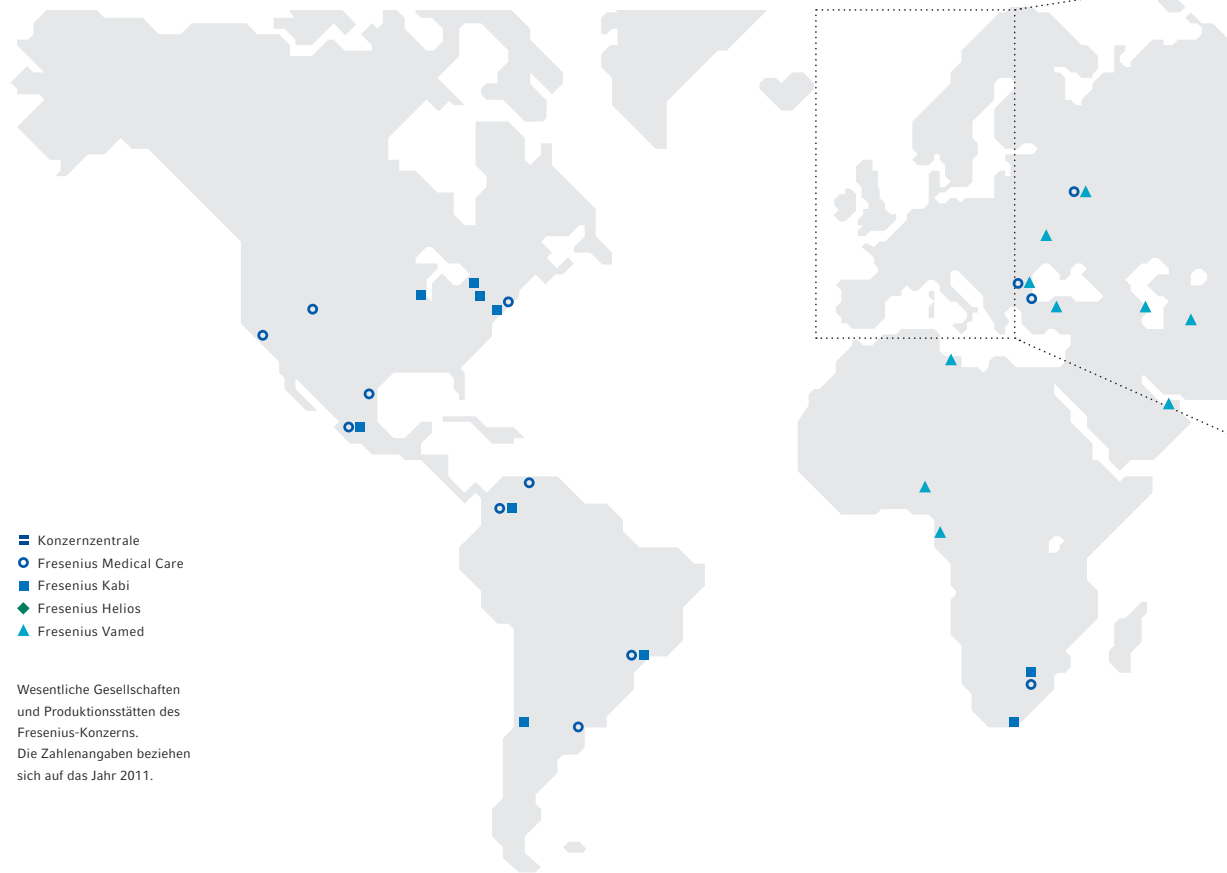 Konzernzentrale
Fresenius Medical Care
Fresenius Kabi
Fresenius Helios
Fresenius Vamed
Wesentliche Gesellschaften
und Produktionsstätten des
Fresenius-Konzerns.
Die Zahlenangaben beziehen
sich auf das Jahr 2011.